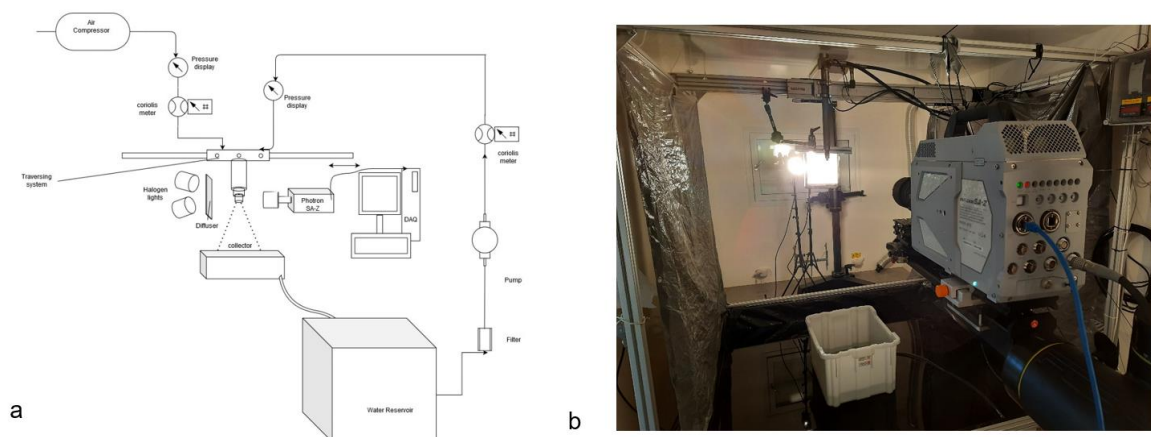 Air
Compressor
Pressure
display
coriolis
meter
Pressure
display
coriolis
meter
Traversing
system
Halogen
lights
Diffuser
Photron
SA-Z
DAQ
collector
Pump
Filter
Water Reservoir
a
b